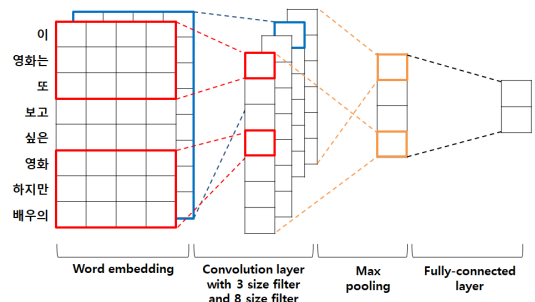 이
영화는
또
보고
싶은
영화
하지만
배우의
Word embedding
Convolution layer
with 3 size filter
and 8 size filter
Max
pooling
Fully-connected
layer